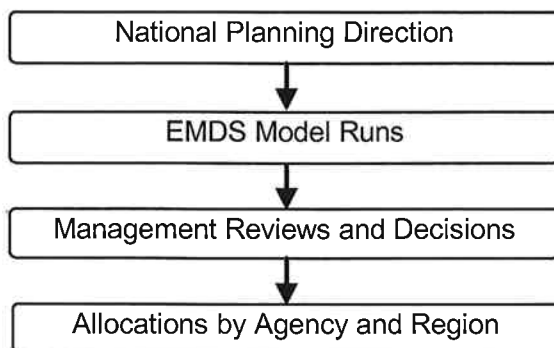 National Planning Direction
EMDS Model Runs
Management Reviews and Decisions
Allocations by Agency and Region